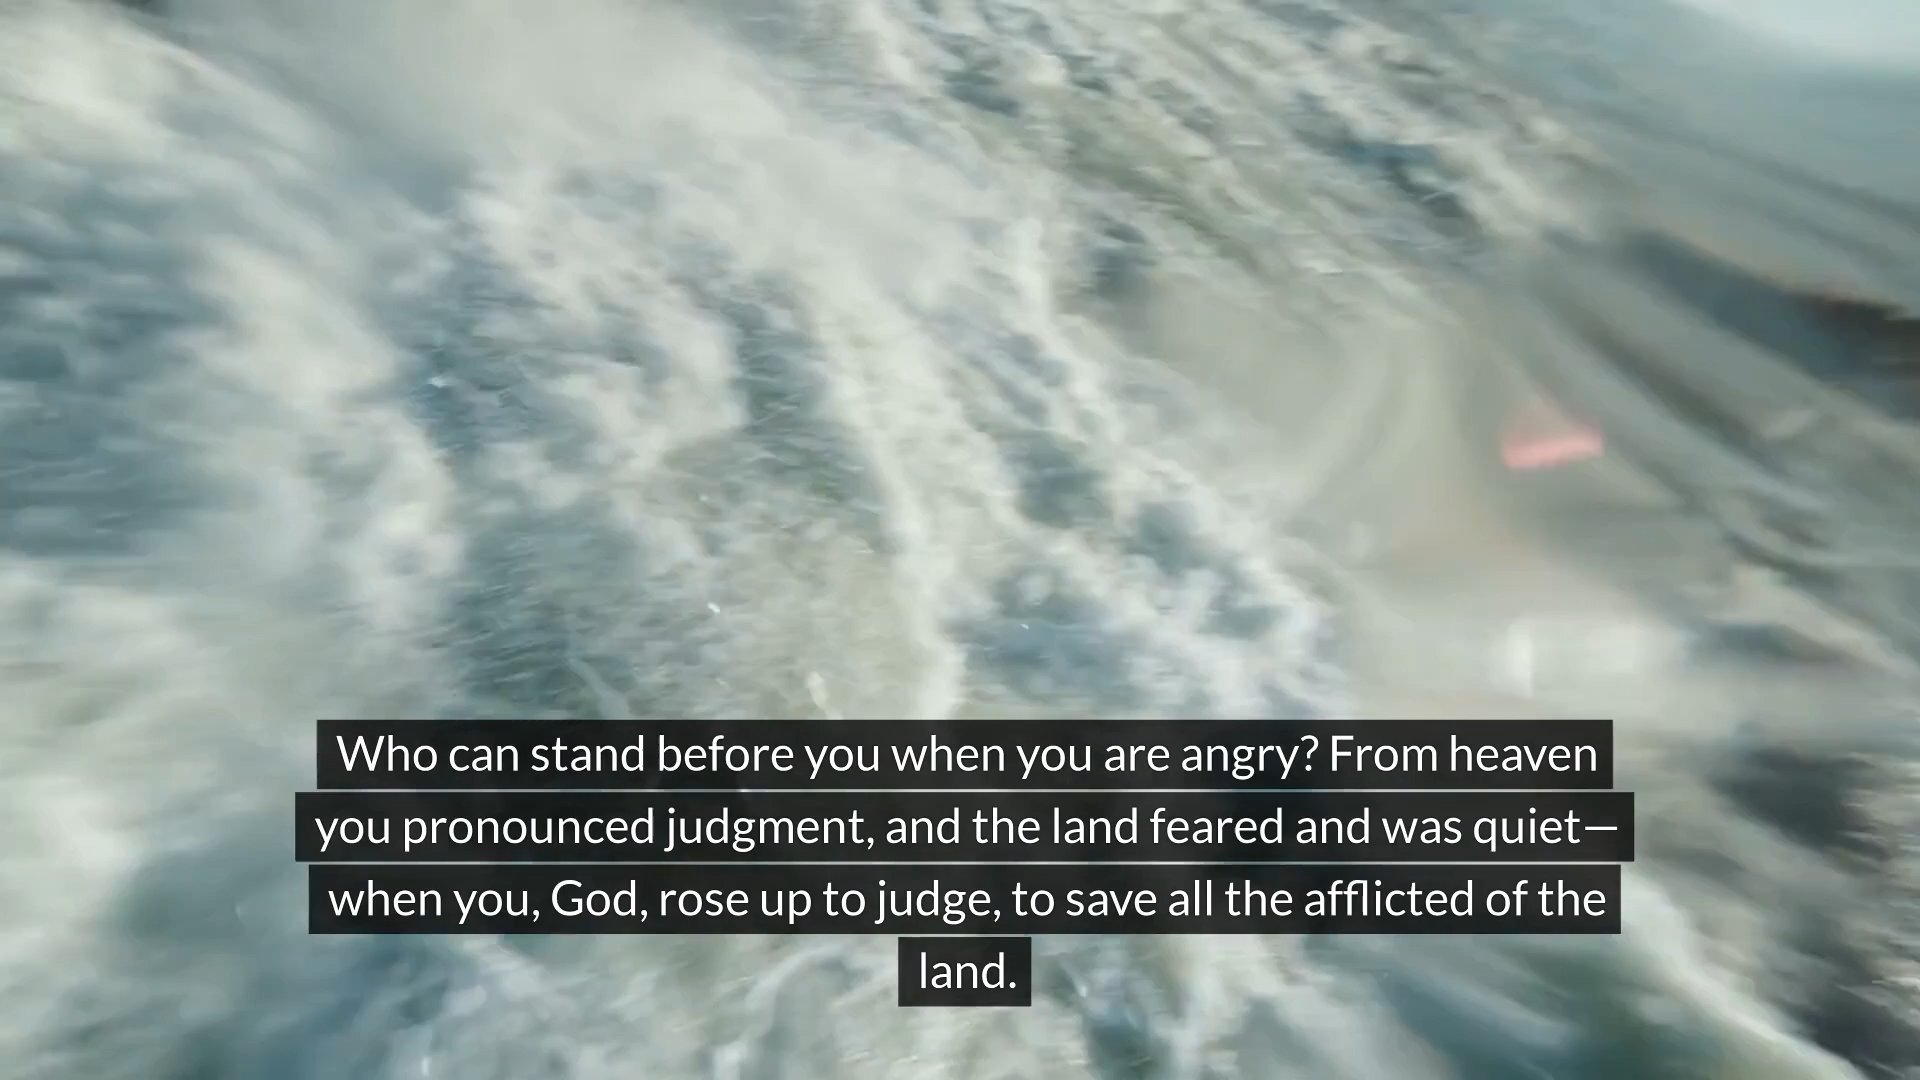 Who can stand before you when you are angry? From heaven
you pronounced judgment, and the land feared and was quiet—
when you, God, rose up to judge, to save all the afflicted of the
land.